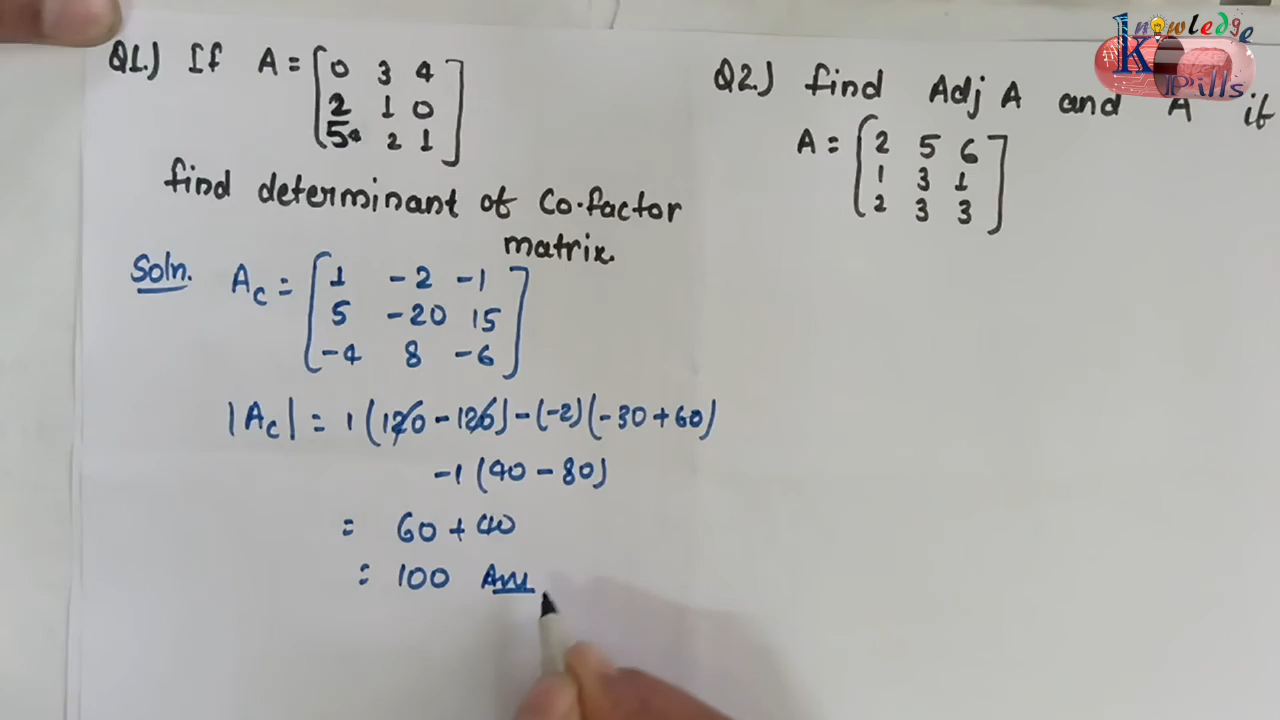 Q1.) If A = [0 3 4
2 1 0
5 2 1]
find determinant of Co.factor
matrix.
Soln. Ac = [1 -2 -1
5 -20 15
-4 8 -6]
|Ac| = 1 (120 - 120) - (-2)(-30 + 60)
-1 (40 - 80)
= 60 + 40
= 100 Ans
Q2.) find Adj A and A if
A = [2 5 6
1 3 1
2 3 3]
Knowledge
Pills